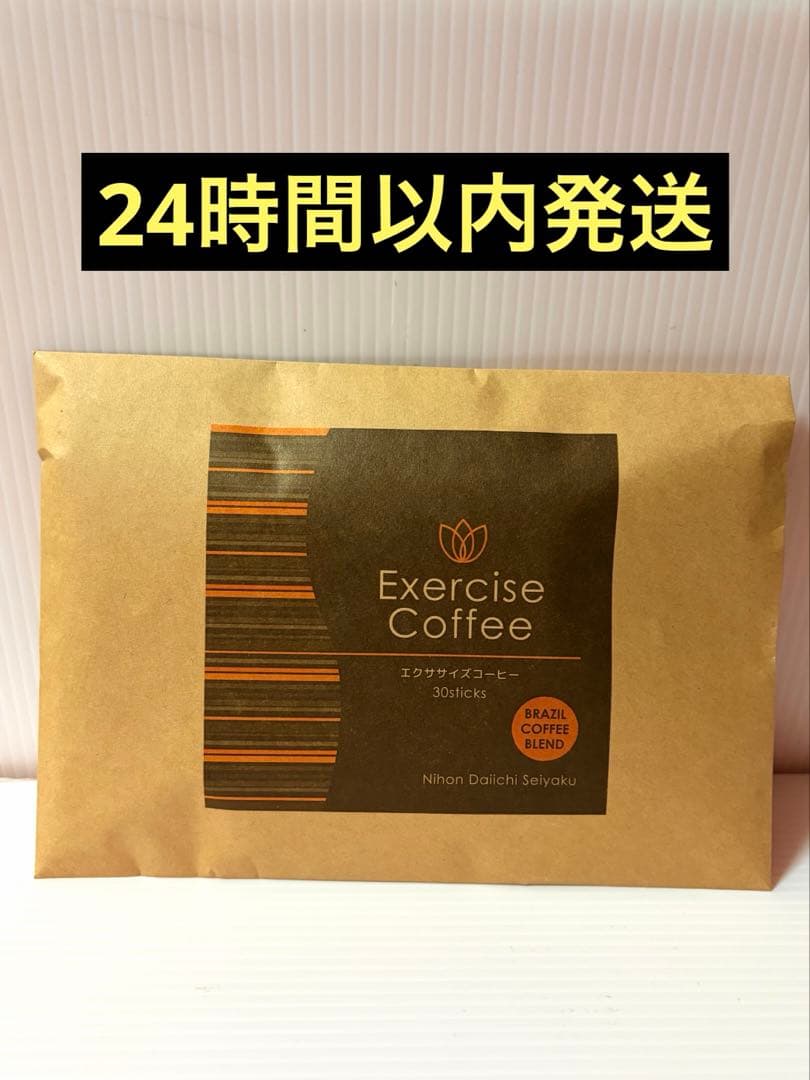 24時間以内発送
Exercise
Coffee
エクササイズコーヒー
30sticks
BRAZIL
COFFEE
BLEND
Nihon Daiichi Seiyaku